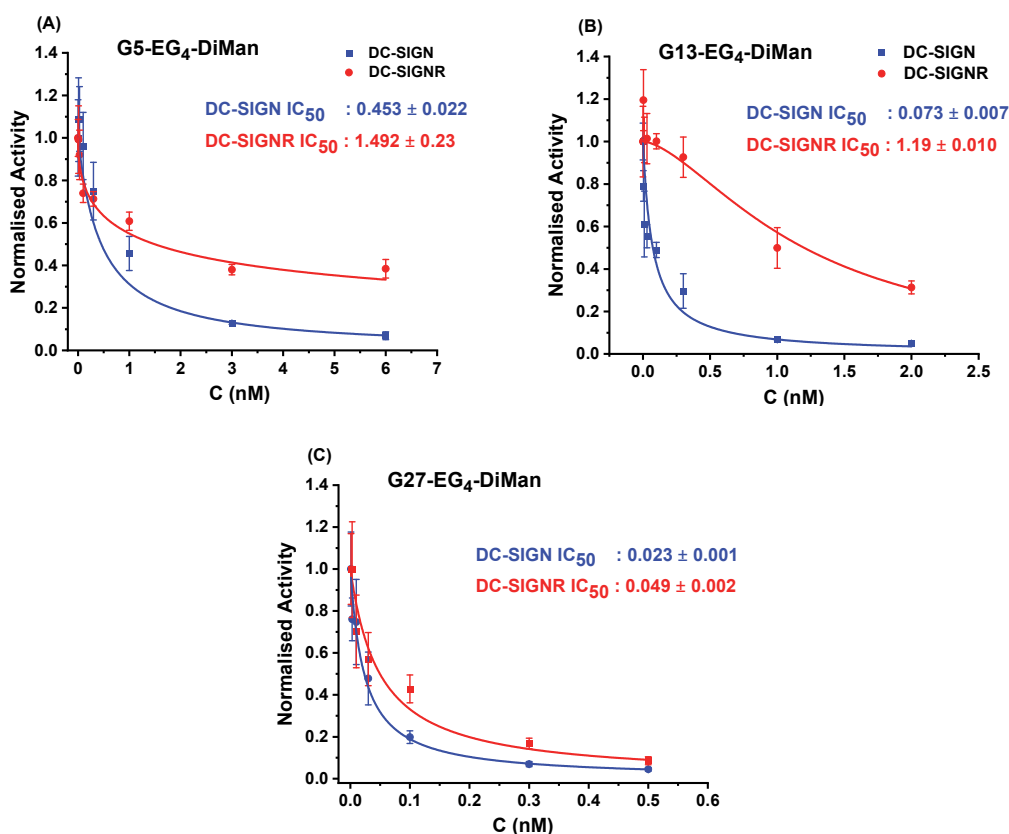 (A)
G5-EG4-DiMan
DC-SIGN
DC-SIGNR
DC-SIGN IC50 : 0.453 ± 0.022
DC-SIGNR IC50 : 1.492 ± 0.23
Normalised Activity
1.4
1.2
1.0
0.8
0.6
0.4
0.2
0.0
0 1 2 3 4 5 6 7
C (nM)
(B)
G13-EG4-DiMan
DC-SIGN
DC-SIGNR
DC-SIGN IC50 : 0.073 ± 0.007
DC-SIGNR IC50 : 1.19 ± 0.010
Normalised Activity
1.4
1.2
1.0
0.8
0.6
0.4
0.2
0.0
0.0 0.5 1.0 1.5 2.0 2.5
C (nM)
(C)
G27-EG4-DiMan
DC-SIGN IC50 : 0.023 ± 0.001
DC-SIGNR IC50 : 0.049 ± 0.002
Normalised Activity
1.4
1.2
1.0
0.8
0.6
0.4
0.2
0.0
0.0 0.1 0.2 0.3 0.4 0.5 0.6
C (nM)